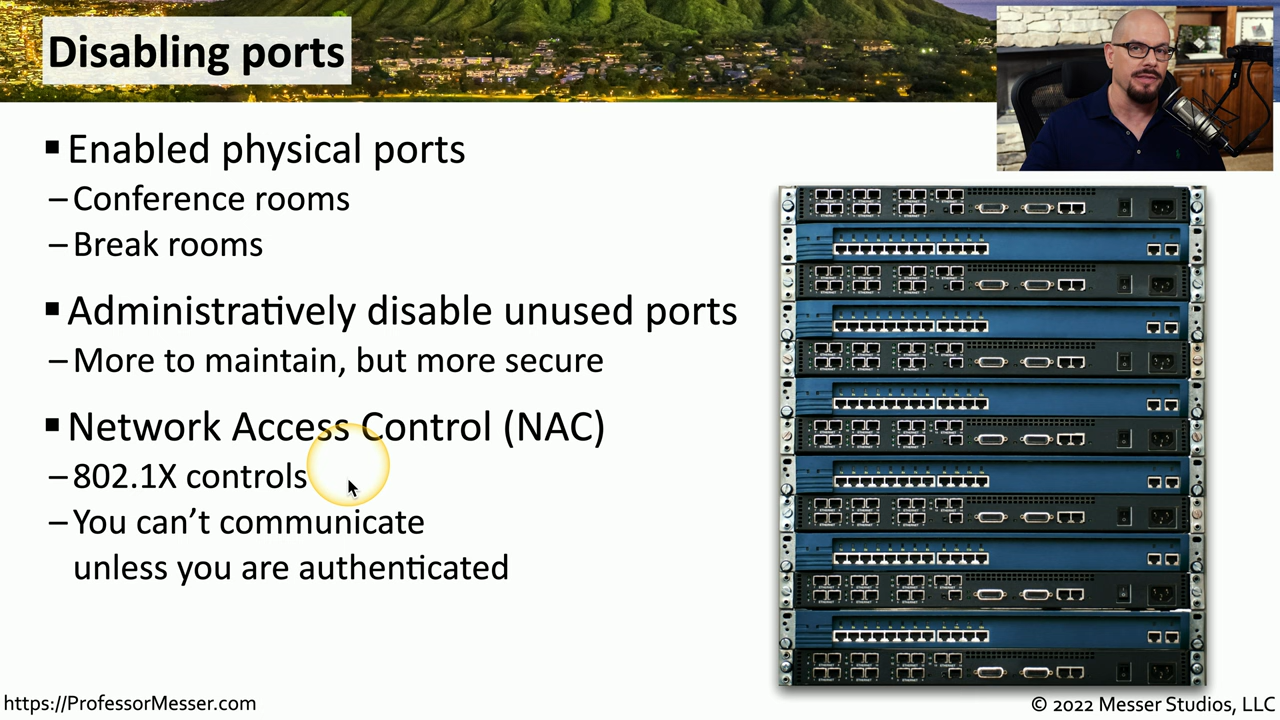 Disabling ports
▪ Enabled physical ports
– Conference rooms
– Break rooms
▪ Administratively disable unused ports
– More to maintain, but more secure
▪ Network Access Control (NAC)
– 802.1X controls
– You can’t communicate
unless you are authenticated
https://ProfessorMesser.com
© 2022 Messer Studios, LLC